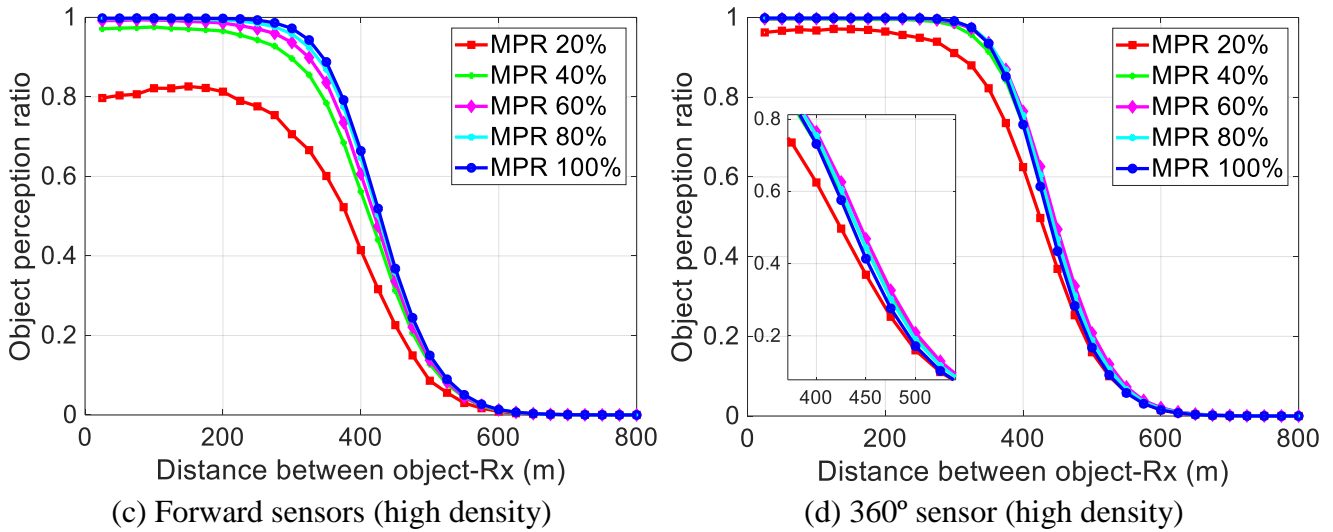 Object perception ratio
1
0.8
0.6
0.4
0.2
0
0
200
400
600
800
MPR 20%
MPR 40%
MPR 60%
MPR 80%
MPR 100%
Distance between object-Rx (m)
(c) Forward sensors (high density)
Object perception ratio
1
0.8
0.6
0.4
0.2
0
0
200
400
600
800
MPR 20%
MPR 40%
MPR 60%
MPR 80%
MPR 100%
0.8
0.6
0.4
0.2
400
450
500
Distance between object-Rx (m)
(d) 360º sensor (high density)